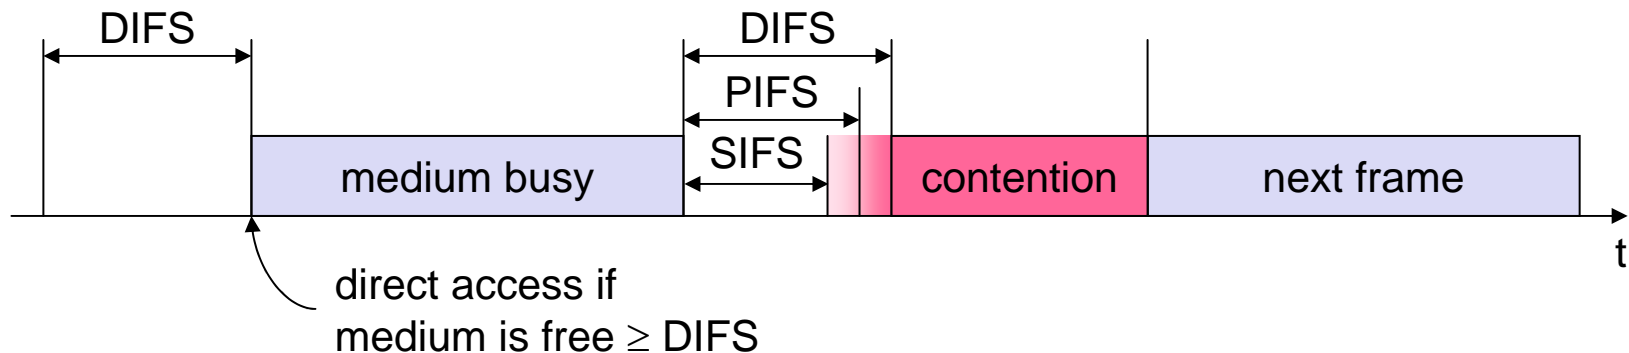 DIFS
DIFS
PIFS
SIFS
medium busy
contention
next frame
t
direct access if
medium is free ≥ DIFS